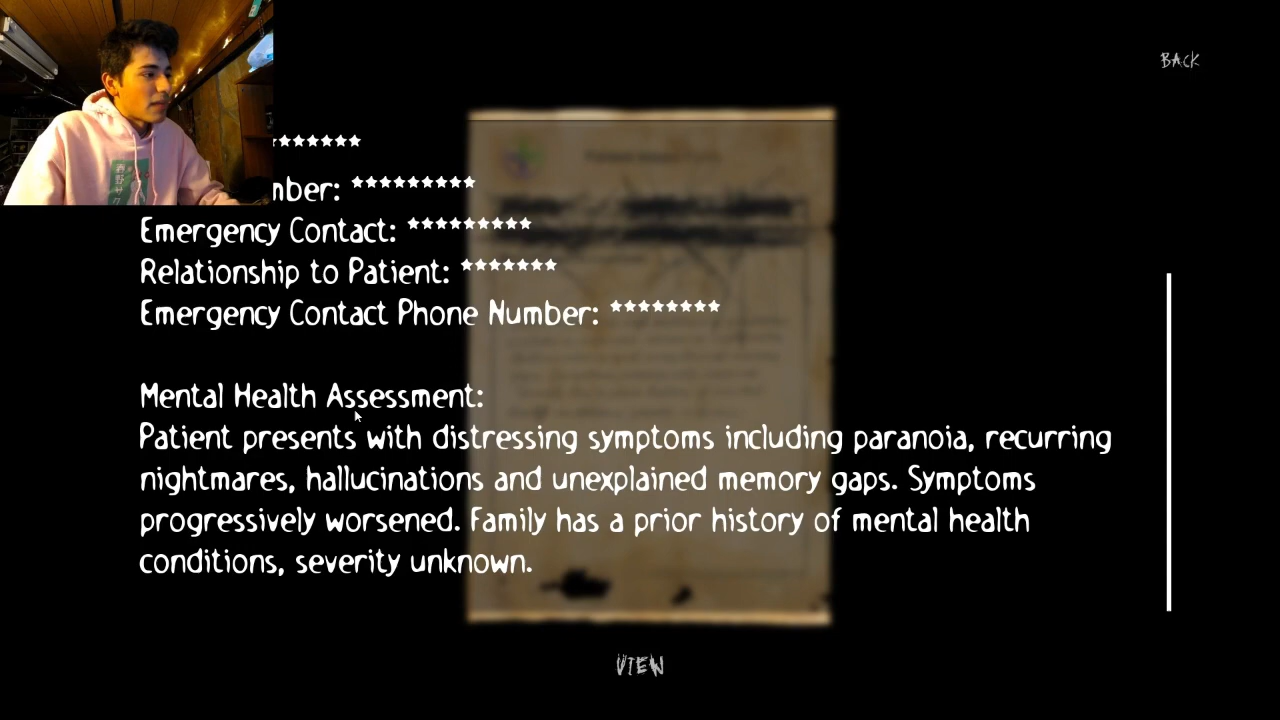 BACK
*******
mber: *********
Emergency Contact: *********
Relationship to Patient: *******
Emergency Contact Phone Number: ********
Mental Health Assessment:
Patient presents with distressing symptoms including paranoia, recurring
nightmares, hallucinations and unexplained memory gaps. Symptoms
progressively worsened. Family has a prior history of mental health
conditions, severity unknown.
VIEW